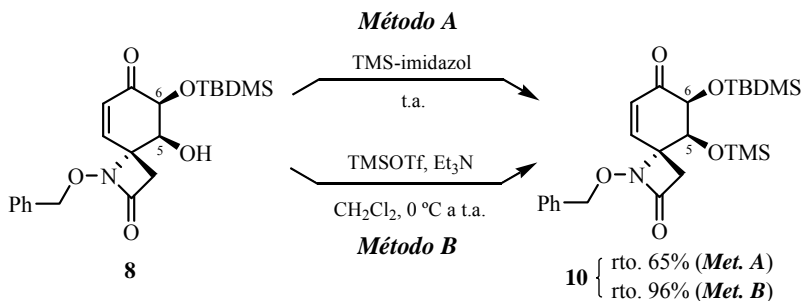 Método A
TMS-imidazol
t.a.
TMSOTf, Et3N
CH2Cl2, 0 ºC a t.a.
Método B
O
6
OTBDMS
5
OH
N
O
Ph
O
8
O
6
OTBDMS
5
OTMS
N
O
Ph
O
10
rto. 65% (Met. A)
rto. 96% (Met. B)